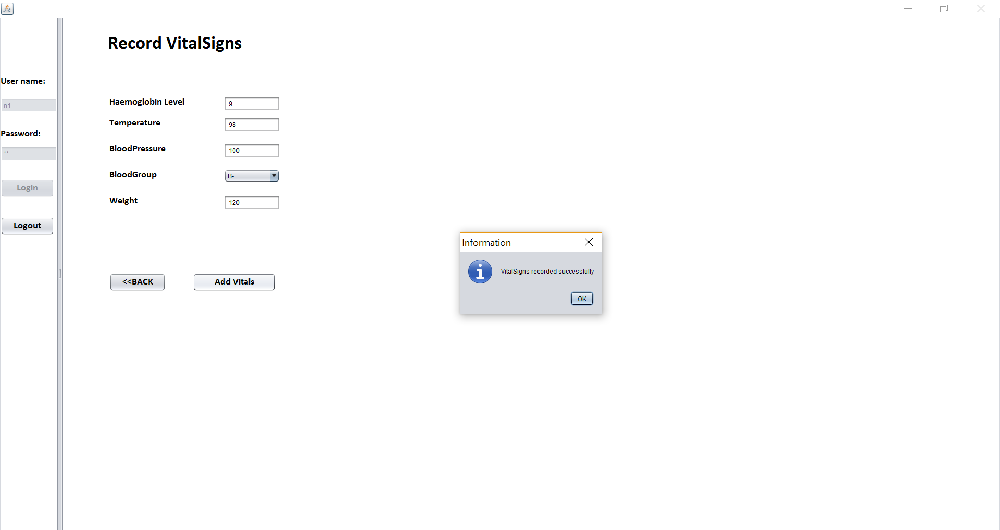 Record VitalSigns
User name:
n1
Password:
**
Login
Logout
Haemoglobin Level 9
Temperature 98
BloodPressure 100
BloodGroup B-
Weight 120
<<BACK Add Vitals
Information
VitalSigns recorded successfully
OK